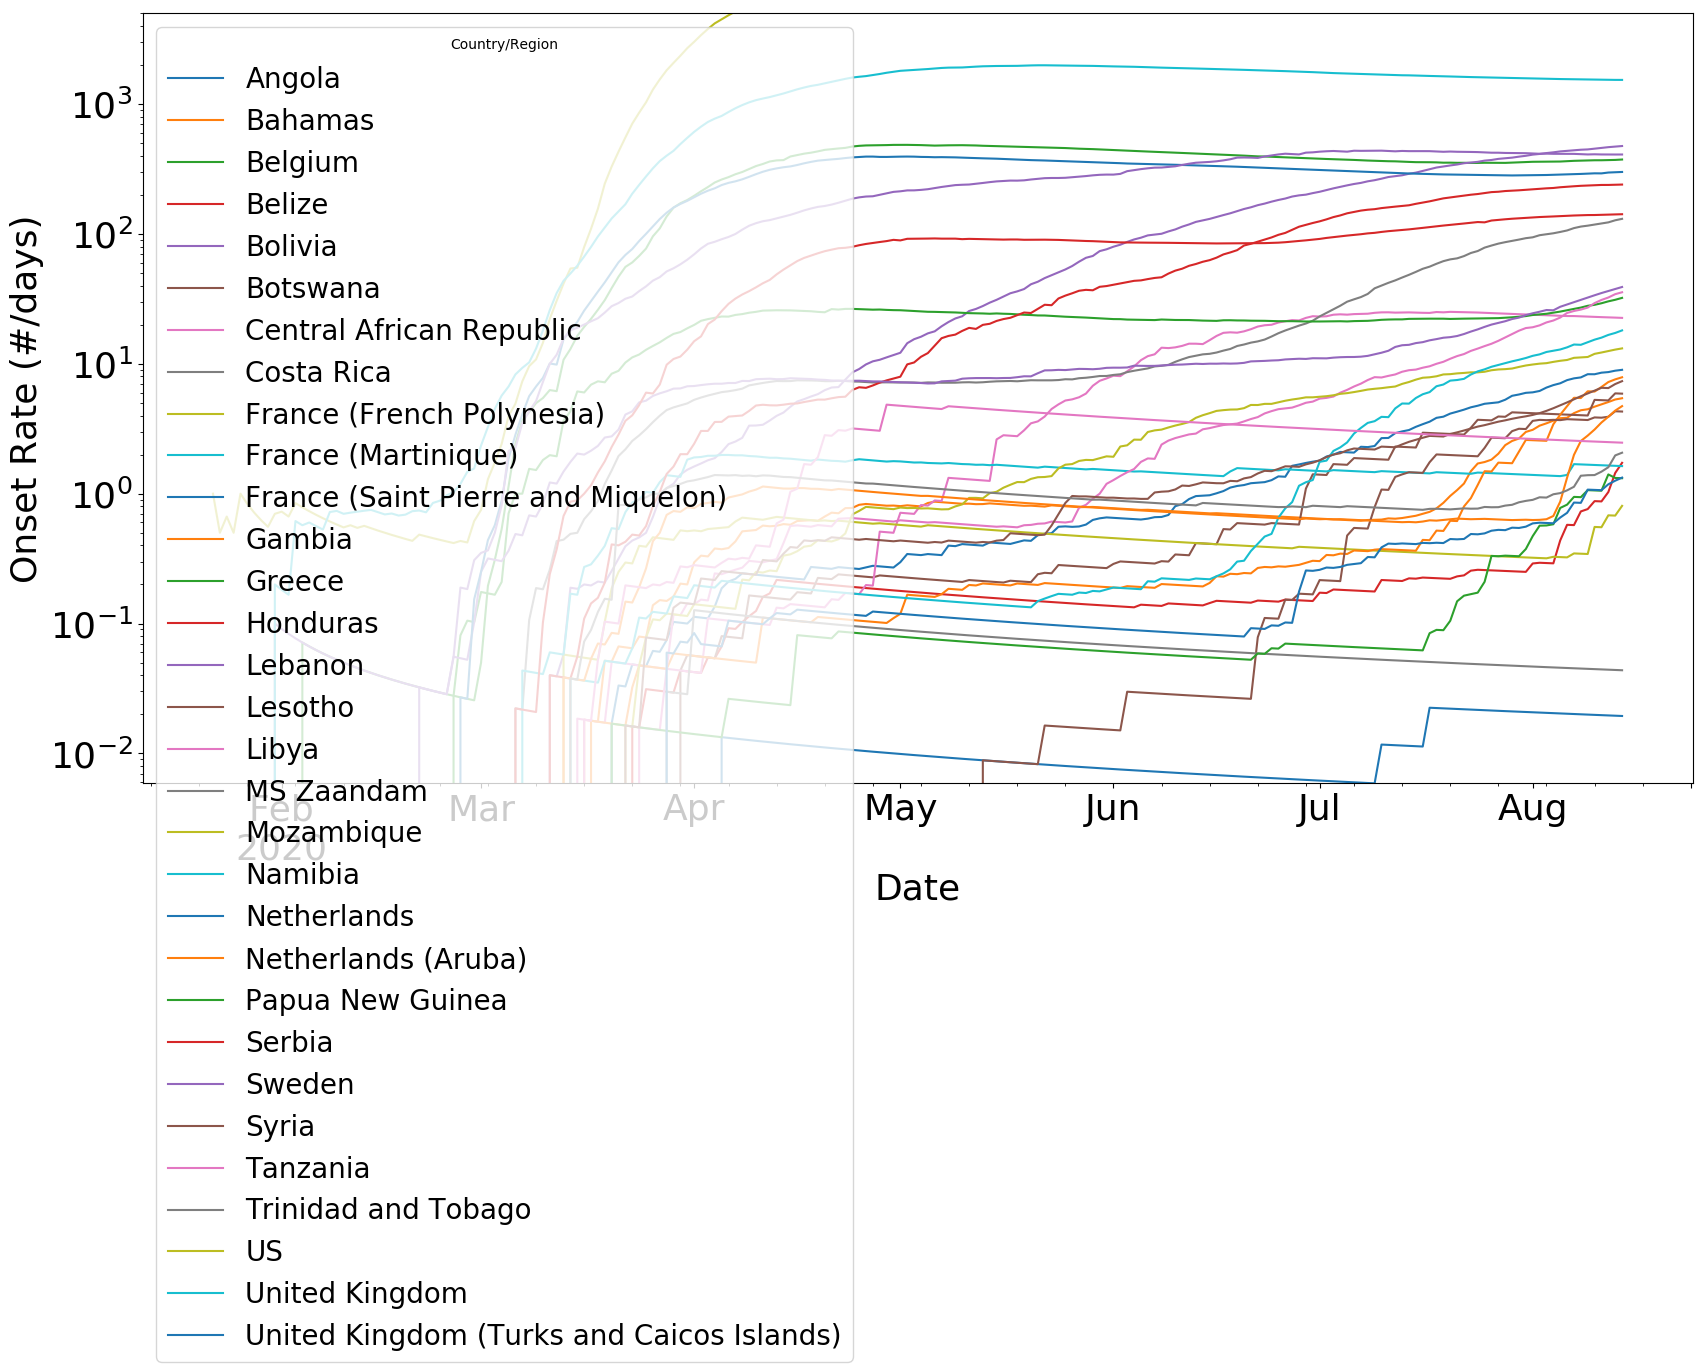 Country/Region
Angola
Bahamas
Belgium
Belize
Bolivia
Botswana
Central African Republic
Costa Rica
France (French Polynesia)
France (Martinique)
France (Saint Pierre and Miquelon)
Gambia
Greece
Honduras
Lebanon
Lesotho
Libya
MS Zaandam
Mozambique
Namibia
Netherlands
Netherlands (Aruba)
Papua New Guinea
Serbia
Sweden
Syria
Tanzania
Trinidad and Tobago
US
United Kingdom
United Kingdom (Turks and Caicos Islands)
Onset Rate (#/days)
10³
10²
10¹
10⁰
10⁻¹
10⁻²
Feb Mar Apr May Jun Jul Aug
2020
Date